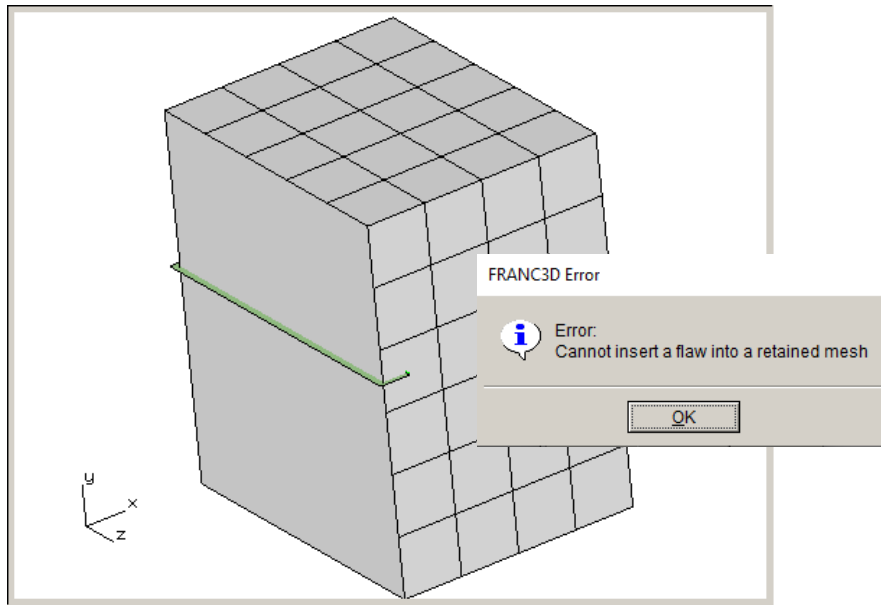 FRANC3D Error
Error:
Cannot insert a flaw into a retained mesh
OK
y
x
z